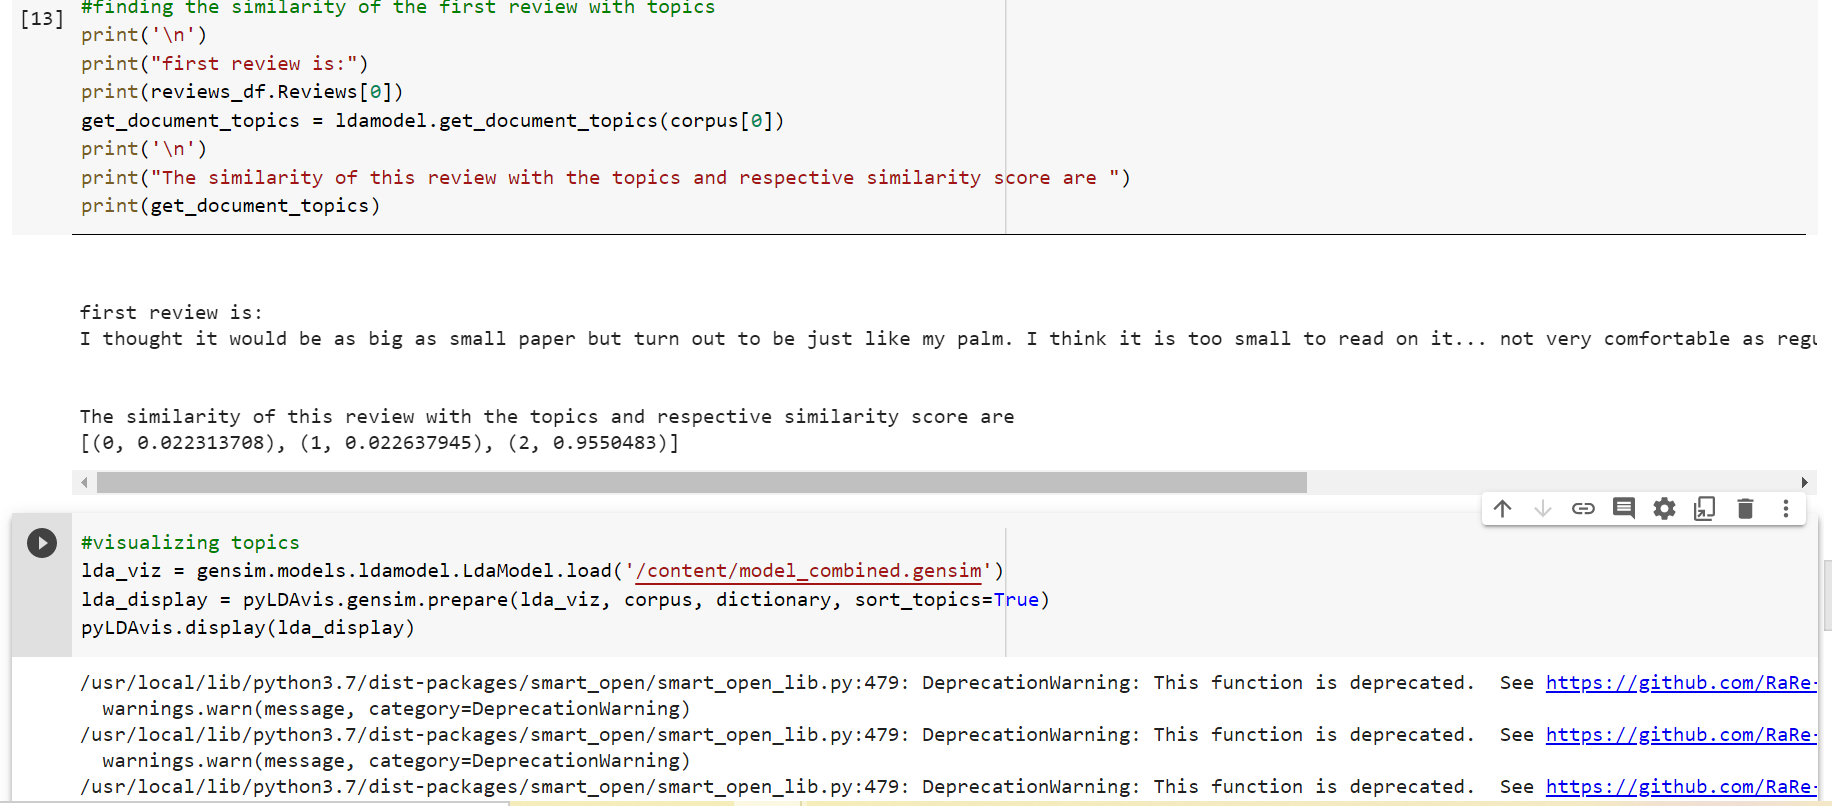 #finding the similarity of the first review with topics
[13]
print('\n')
print("first review is:")
print(reviews_df.Reviews[0])
get_document_topics = ldamodel.get_document_topics(corpus[0])
print('\n')
print("The similarity of this review with the topics and respective similarity score are ")
print(get_document_topics)
first review is:
I thought it would be as big as small paper but turn out to be just like my palm. I think it is too small to read on it... not very comfortable as regu
The similarity of this review with the topics and respective similarity score are
[(0, 0.022313708), (1, 0.022637945), (2, 0.9550483)]
#visualizing topics
lda_viz = gensim.models.ldamodel.LdaModel.load('/content/model_combined.gensim')
lda_display = pyLDAvis.gensim.prepare(lda_viz, corpus, dictionary, sort_topics=True)
pyLDAvis.display(lda_display)
/usr/local/lib/python3.7/dist-packages/smart_open/smart_open_lib.py:479: DeprecationWarning: This function is deprecated.  See https://github.com/RaRe-
  warnings.warn(message, category=DeprecationWarning)
/usr/local/lib/python3.7/dist-packages/smart_open/smart_open_lib.py:479: DeprecationWarning: This function is deprecated.  See https://github.com/RaRe-
  warnings.warn(message, category=DeprecationWarning)
/usr/local/lib/python3.7/dist-packages/smart_open/smart_open_lib.py:479: DeprecationWarning: This function is deprecated.  See https://github.com/RaRe-